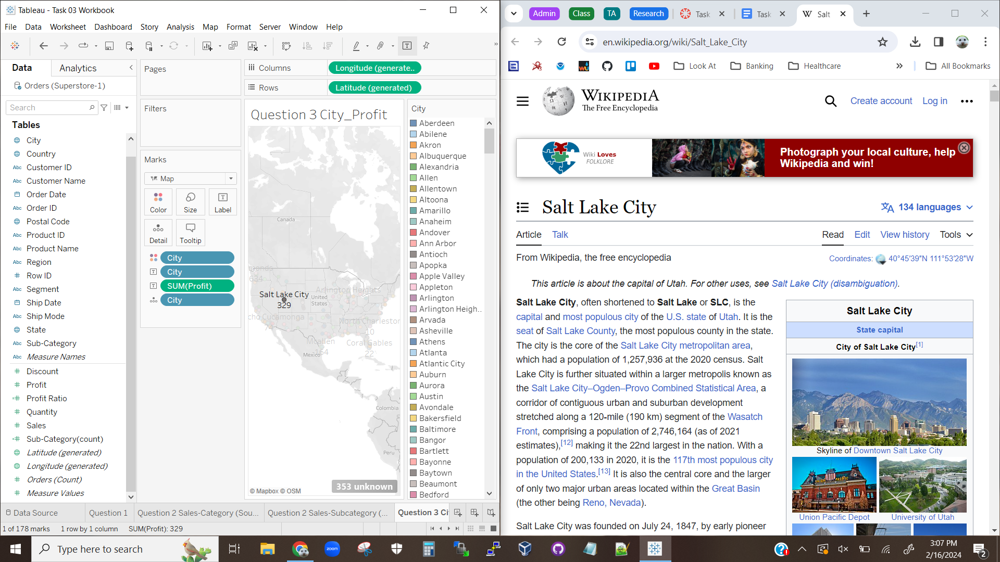 Tableau - Task 03 Workbook
File Data Worksheet Dashboard Story Analysis Map Format Server Window Help
Data Analytics
Orders (Superstore-1)
Search
Tables
City
Country
Customer ID
Customer Name
Order Date
Order ID
Postal Code
Product ID
Product Name
Region
Row ID
Segment
Ship Date
Ship Mode
State
Sub-Category
Measure Names
Discount
Profit
Profit Ratio
Quantity
Sales
Sub-Category(count)
Latitude (generated)
Longitude (generated)
Orders (Count)
Measure Values
Pages
Filters
Marks
Map
Color Size Label
Detail Tooltip
City
City
SUM(Profit)
City
Columns Longitude (generate..
Rows Latitude (generated)
Question 3 City_Profit
Canada
634
Arlington Heights
Salt Lake City
United
States
329
cho Cucamonga
74
North Charleston
10
Mcallen
Coral Gables
Mexico
164
22
Colombia
Peru
353 unknown
© Mapbox © OSM
City
Aberdeen
Abilene
Akron
Albuquerque
Alexandria
Allen
Allentown
Altoona
Amarillo
Anaheim
Andover
Ann Arbor
Antioch
Apopka
Apple Valley
Appleton
Arlington
Arlington Heigh..
Arvada
Asheville
Athens
Atlanta
Atlantic City
Auburn
Aurora
Austin
Avondale
Bakersfield
Baltimore
Bangor
Bartlett
Bayonne
Baytown
Beaumont
Bedford
Data Source Question 1 Question 2 Sales-Category (Sou... Question 2 Sales-Subcategory (... Question 3 Ci
1 of 178 marks 1 row by 1 column SUM(Profit): 329
Admin Class TA Research Task Task Salt
en.wikipedia.org/wiki/Salt_Lake_City
Look At Banking Healthcare » All Bookmarks
WIKIPEDIA
The Free Encyclopedia
Create account Log in
Wiki Loves
FOLKLORE
Photograph your local culture, help
Wikipedia and win!
Salt Lake City
134 languages
Article Talk Read Edit View history Tools
From Wikipedia, the free encyclopedia
Coordinates: 40°45′39″N 111°53′28″W
This article is about the capital of Utah. For other uses, see Salt Lake City (disambiguation).
Salt Lake City, often shortened to Salt Lake or SLC, is the
capital and most populous city of the U.S. state of Utah. It is the
seat of Salt Lake County, the most populous county in the state.
The city is the core of the Salt Lake City metropolitan area,
which had a population of 1,257,936 at the 2020 census. Salt
Lake City is further situated within a larger metropolis known as
the Salt Lake City–Ogden–Provo Combined Statistical Area, a
corridor of contiguous urban and suburban development
stretched along a 120-mile (190 km) segment of the Wasatch
Front, comprising a population of 2,746,164 (as of 2021
estimates),[12] making it the 22nd largest in the nation. With a
population of 200,133 in 2020, it is the 117th most populous city
in the United States.[13] It is also the central core and the larger
of only two major urban areas located within the Great Basin
(the other being Reno, Nevada).
Salt Lake City was founded on July 24, 1847, by early pioneer
Salt Lake City
State capital
City of Salt Lake City[1]
Skyline of Downtown Salt Lake City
Union Pacific Depot University of Utah
Type here to search
zoom
3:07 PM
2/16/2024
2